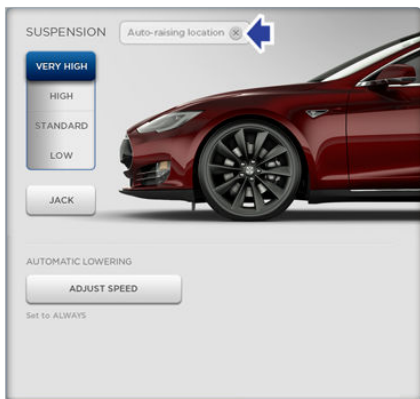 SUSPENSION
Auto-raising location
VERY HIGH
HIGH
STANDARD
LOW
JACK
AUTOMATIC LOWERING
ADJUST SPEED
Set to ALWAYS